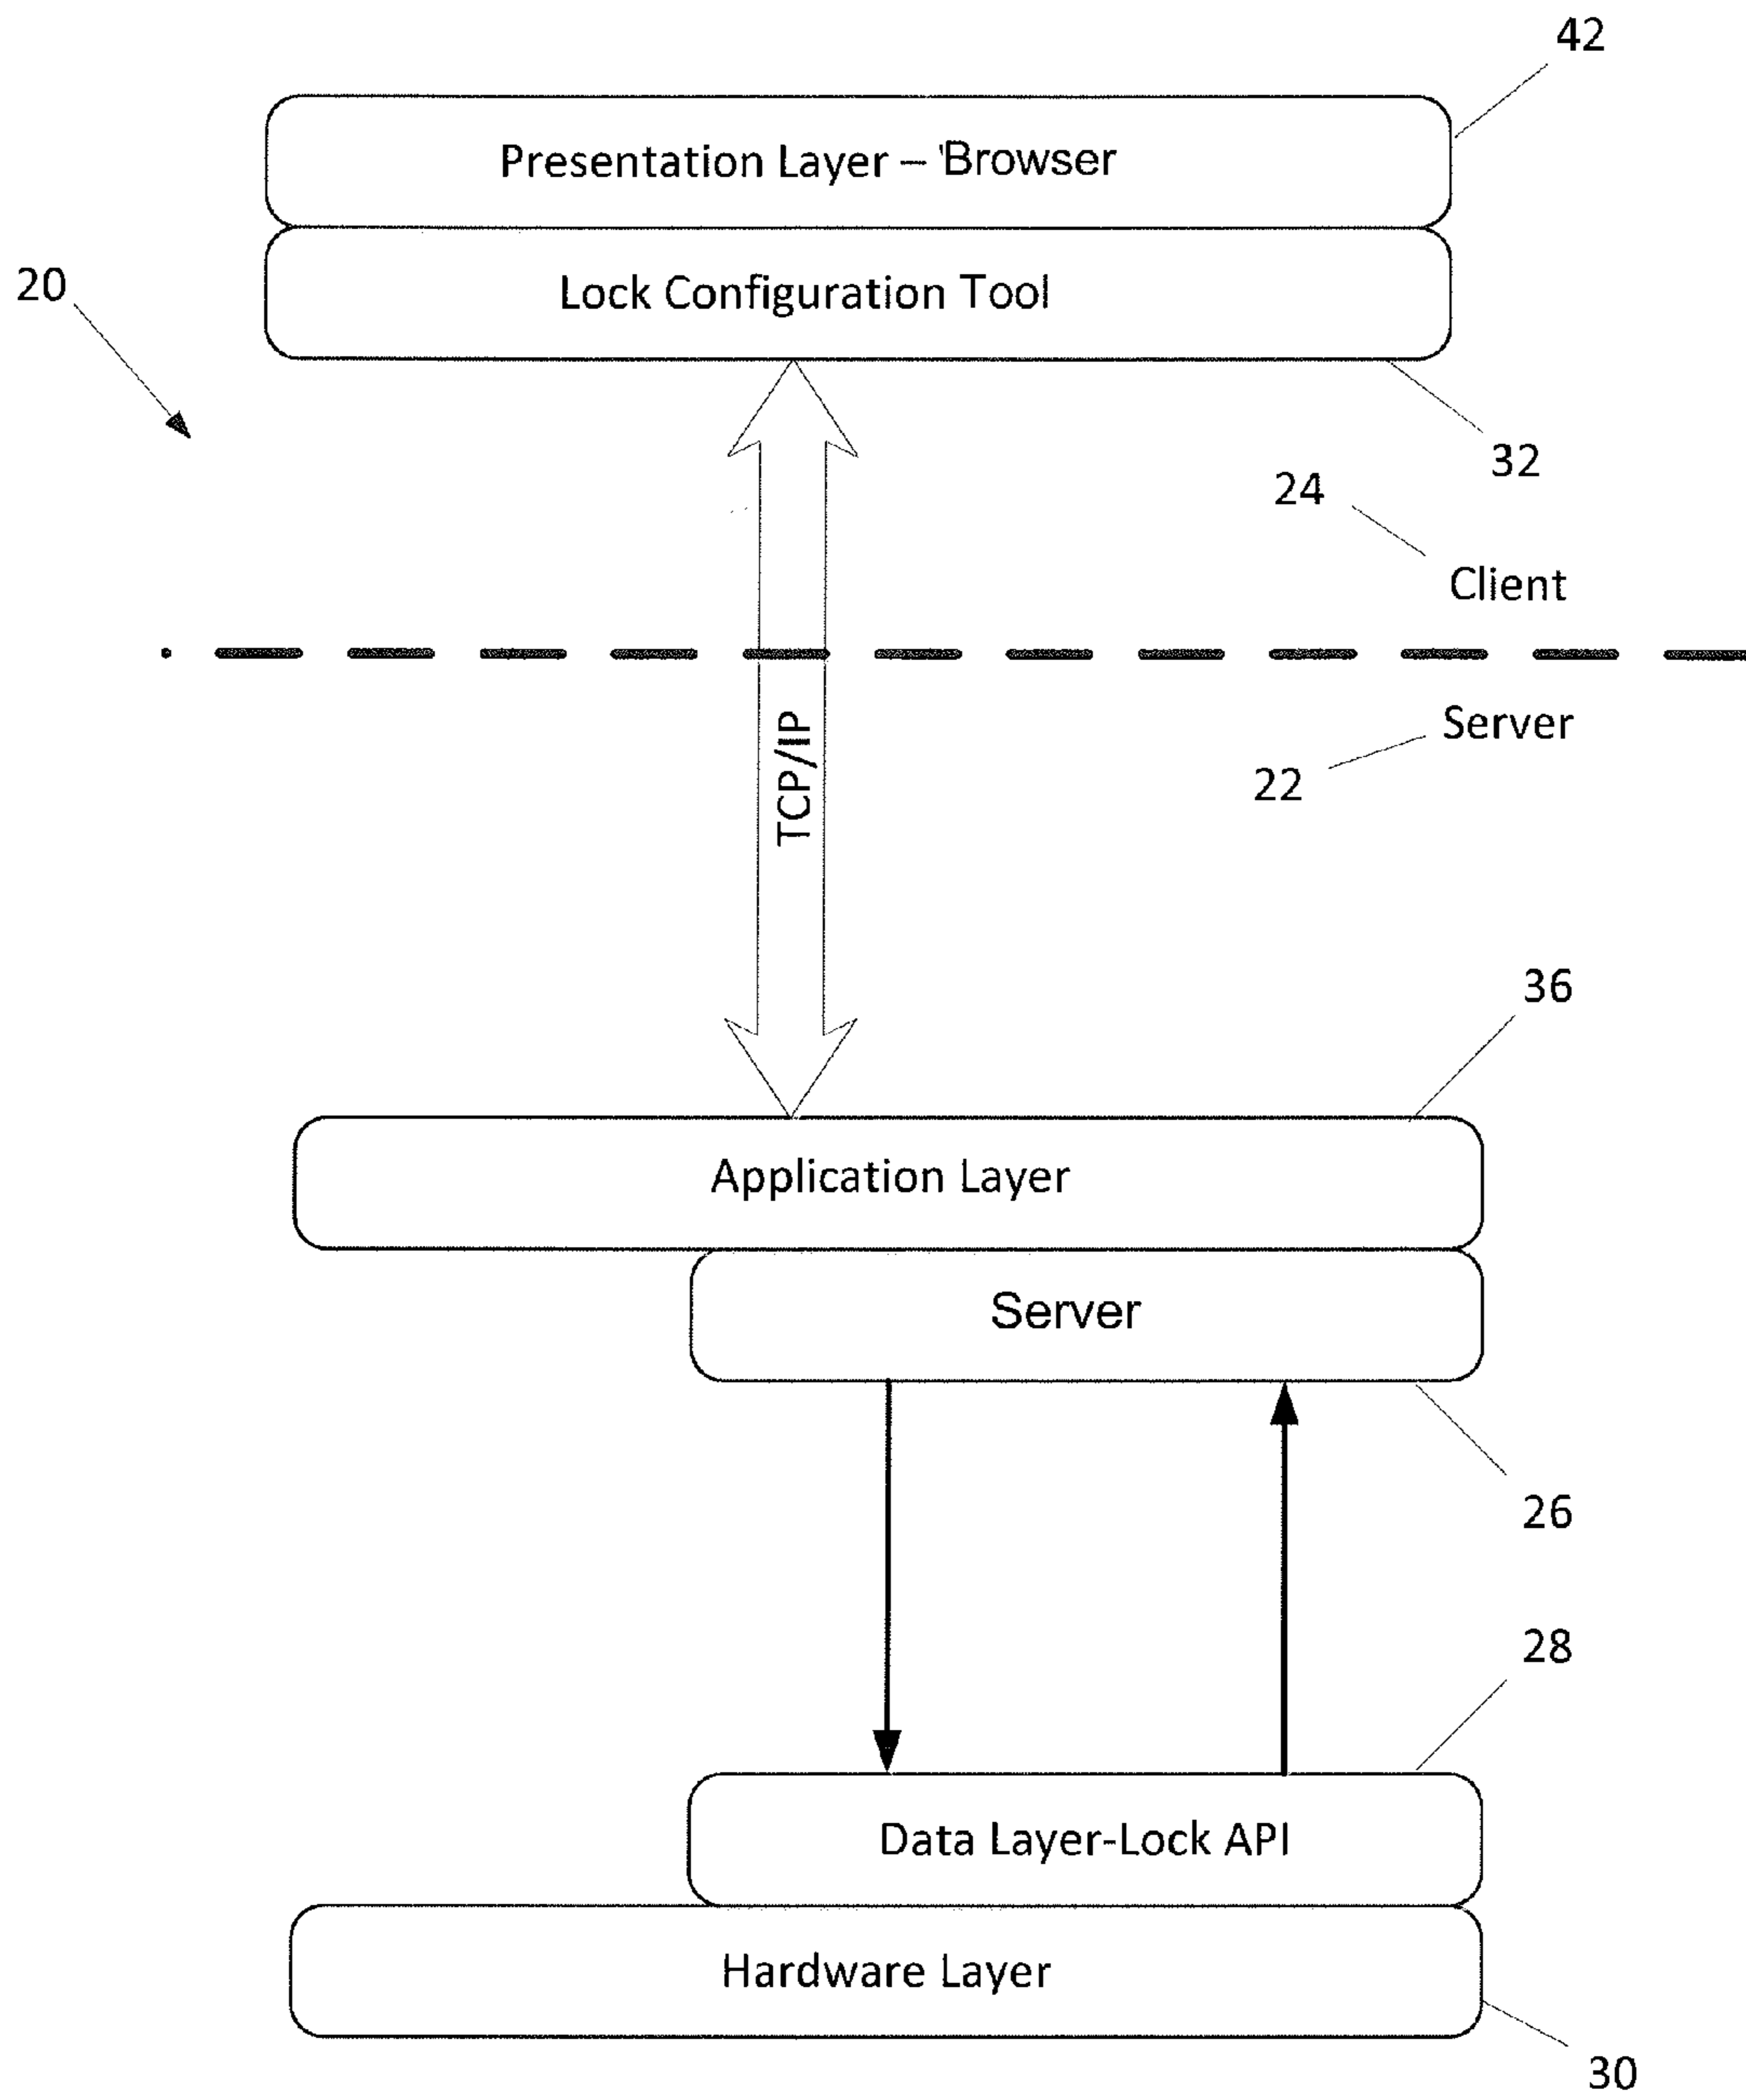 42
Presentation Layer – Browser
20
Lock Configuration Tool
32
24
Client
Server
22
TCP/IP
36
Application Layer
Server
26
28
Data Layer-Lock API
Hardware Layer
30